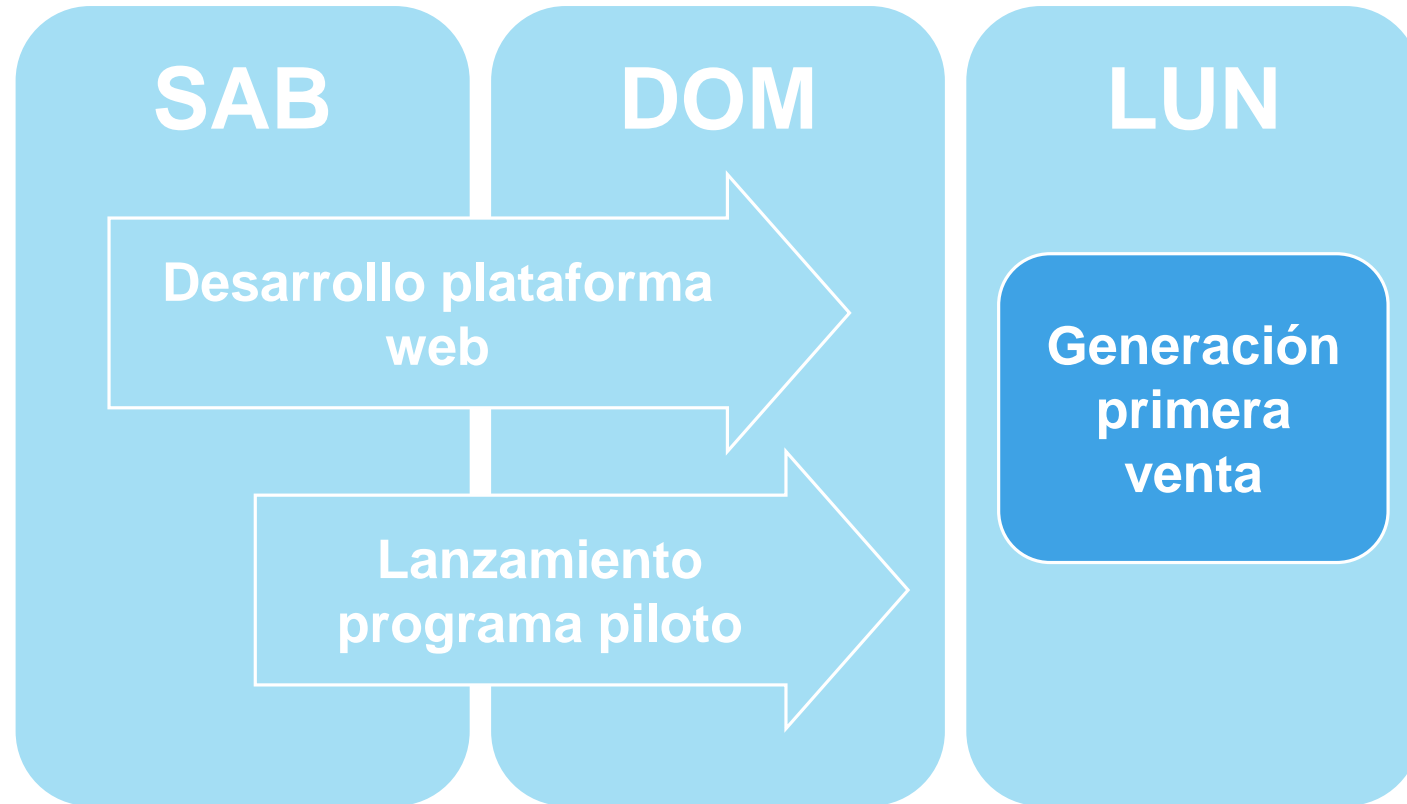 SAB
DOM
LUN
Desarrollo plataforma
web
Lanzamiento
programa piloto
Generación
primera
venta